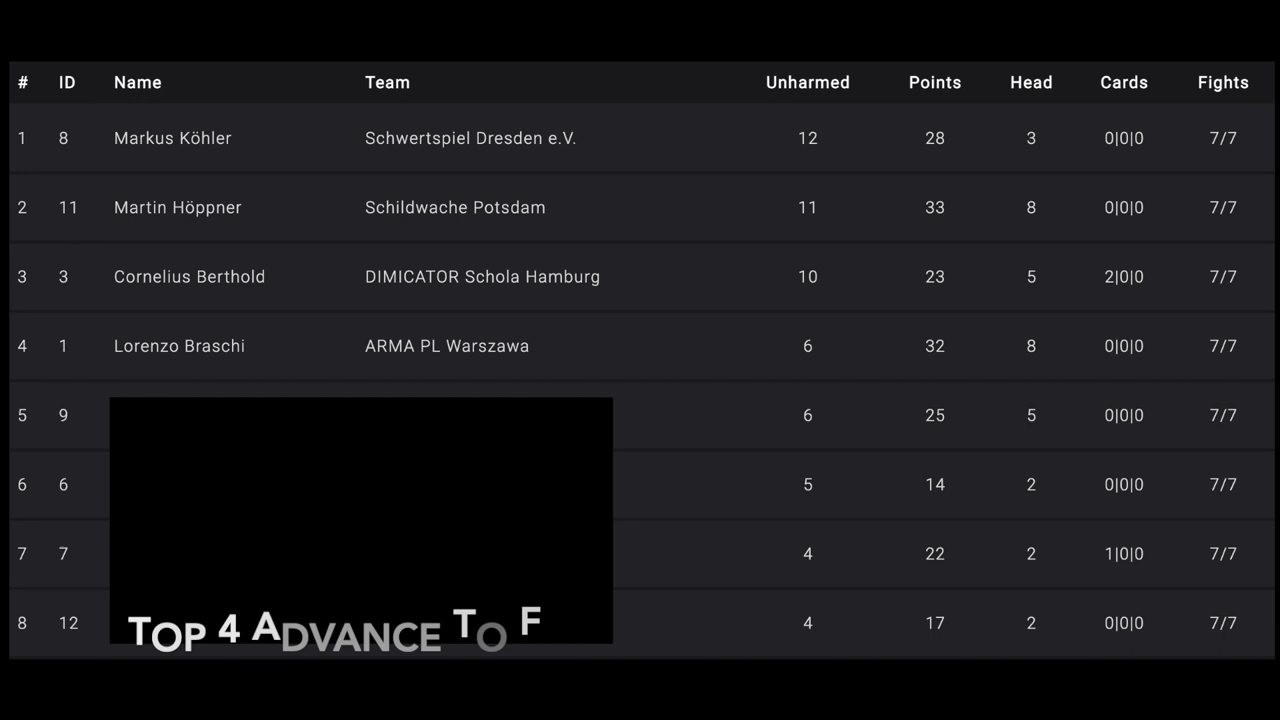 # ID Name Team Unharmed Points Head Cards Fights
1 8 Markus Köhler Schwertspiel Dresden e.V. 12 28 3 0|0|0 7/7
2 11 Martin Höppner Schildwache Potsdam 11 33 8 0|0|0 7/7
3 3 Cornelius Berthold DIMICATOR Schola Hamburg 10 23 5 2|0|0 7/7
4 1 Lorenzo Braschi ARMA PL Warszawa 6 32 8 0|0|0 7/7
5 9 6 25 5 0|0|0 7/7
6 6 5 14 2 0|0|0 7/7
7 7 4 22 2 1|0|0 7/7
8 12 4 17 2 0|0|0 7/7
Top 4 Advance To F